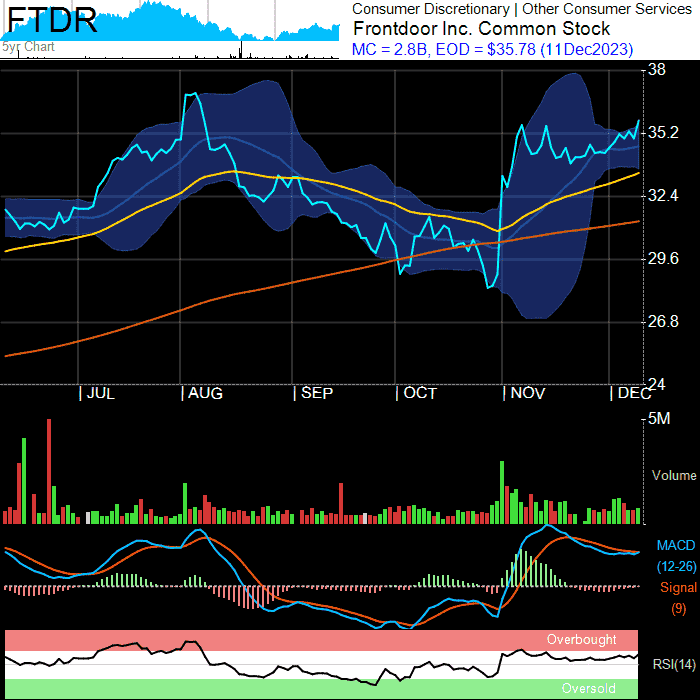 FTDR
5yr Chart
Consumer Discretionary | Other Consumer Services
Frontdoor Inc. Common Stock
MC = 2.8B, EOD = $35.78 (11Dec2023)
38
35.2
32.4
29.6
26.8
24
| JUL | AUG | SEP | OCT | NOV | DEC
5M
Volume
MACD
(12-26)
Signal
(9)
Overbought
RSI(14)
Oversold